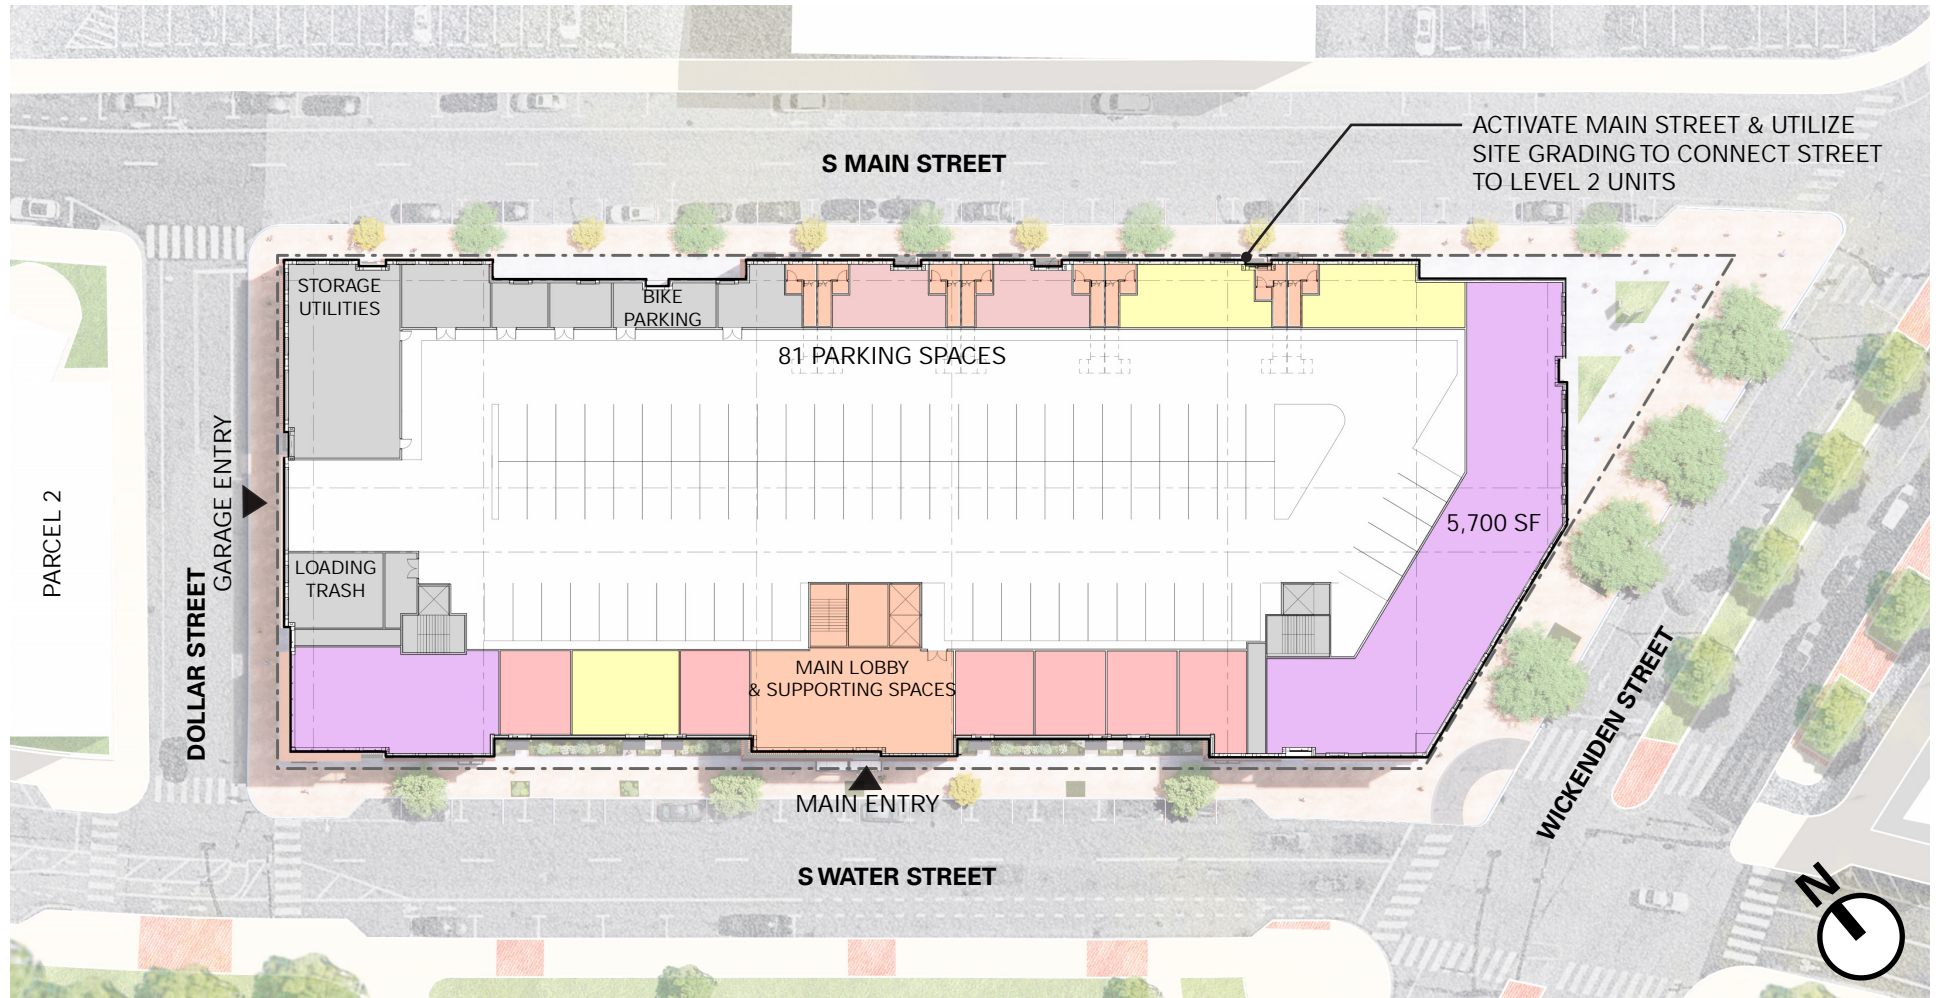 S MAIN STREET
ACTIVATE MAIN STREET & UTILIZE
SITE GRADING TO CONNECT STREET
TO LEVEL 2 UNITS
STORAGE
UTILITIES
BIKE
PARKING
81 PARKING SPACES
GARAGE ENTRY
PARCEL 2
DOLLAR STREET
LOADING
TRASH
5,700 SF
MAIN LOBBY
& SUPPORTING SPACES
MAIN ENTRY
WICKENDEN STREET
S WATER STREET
N